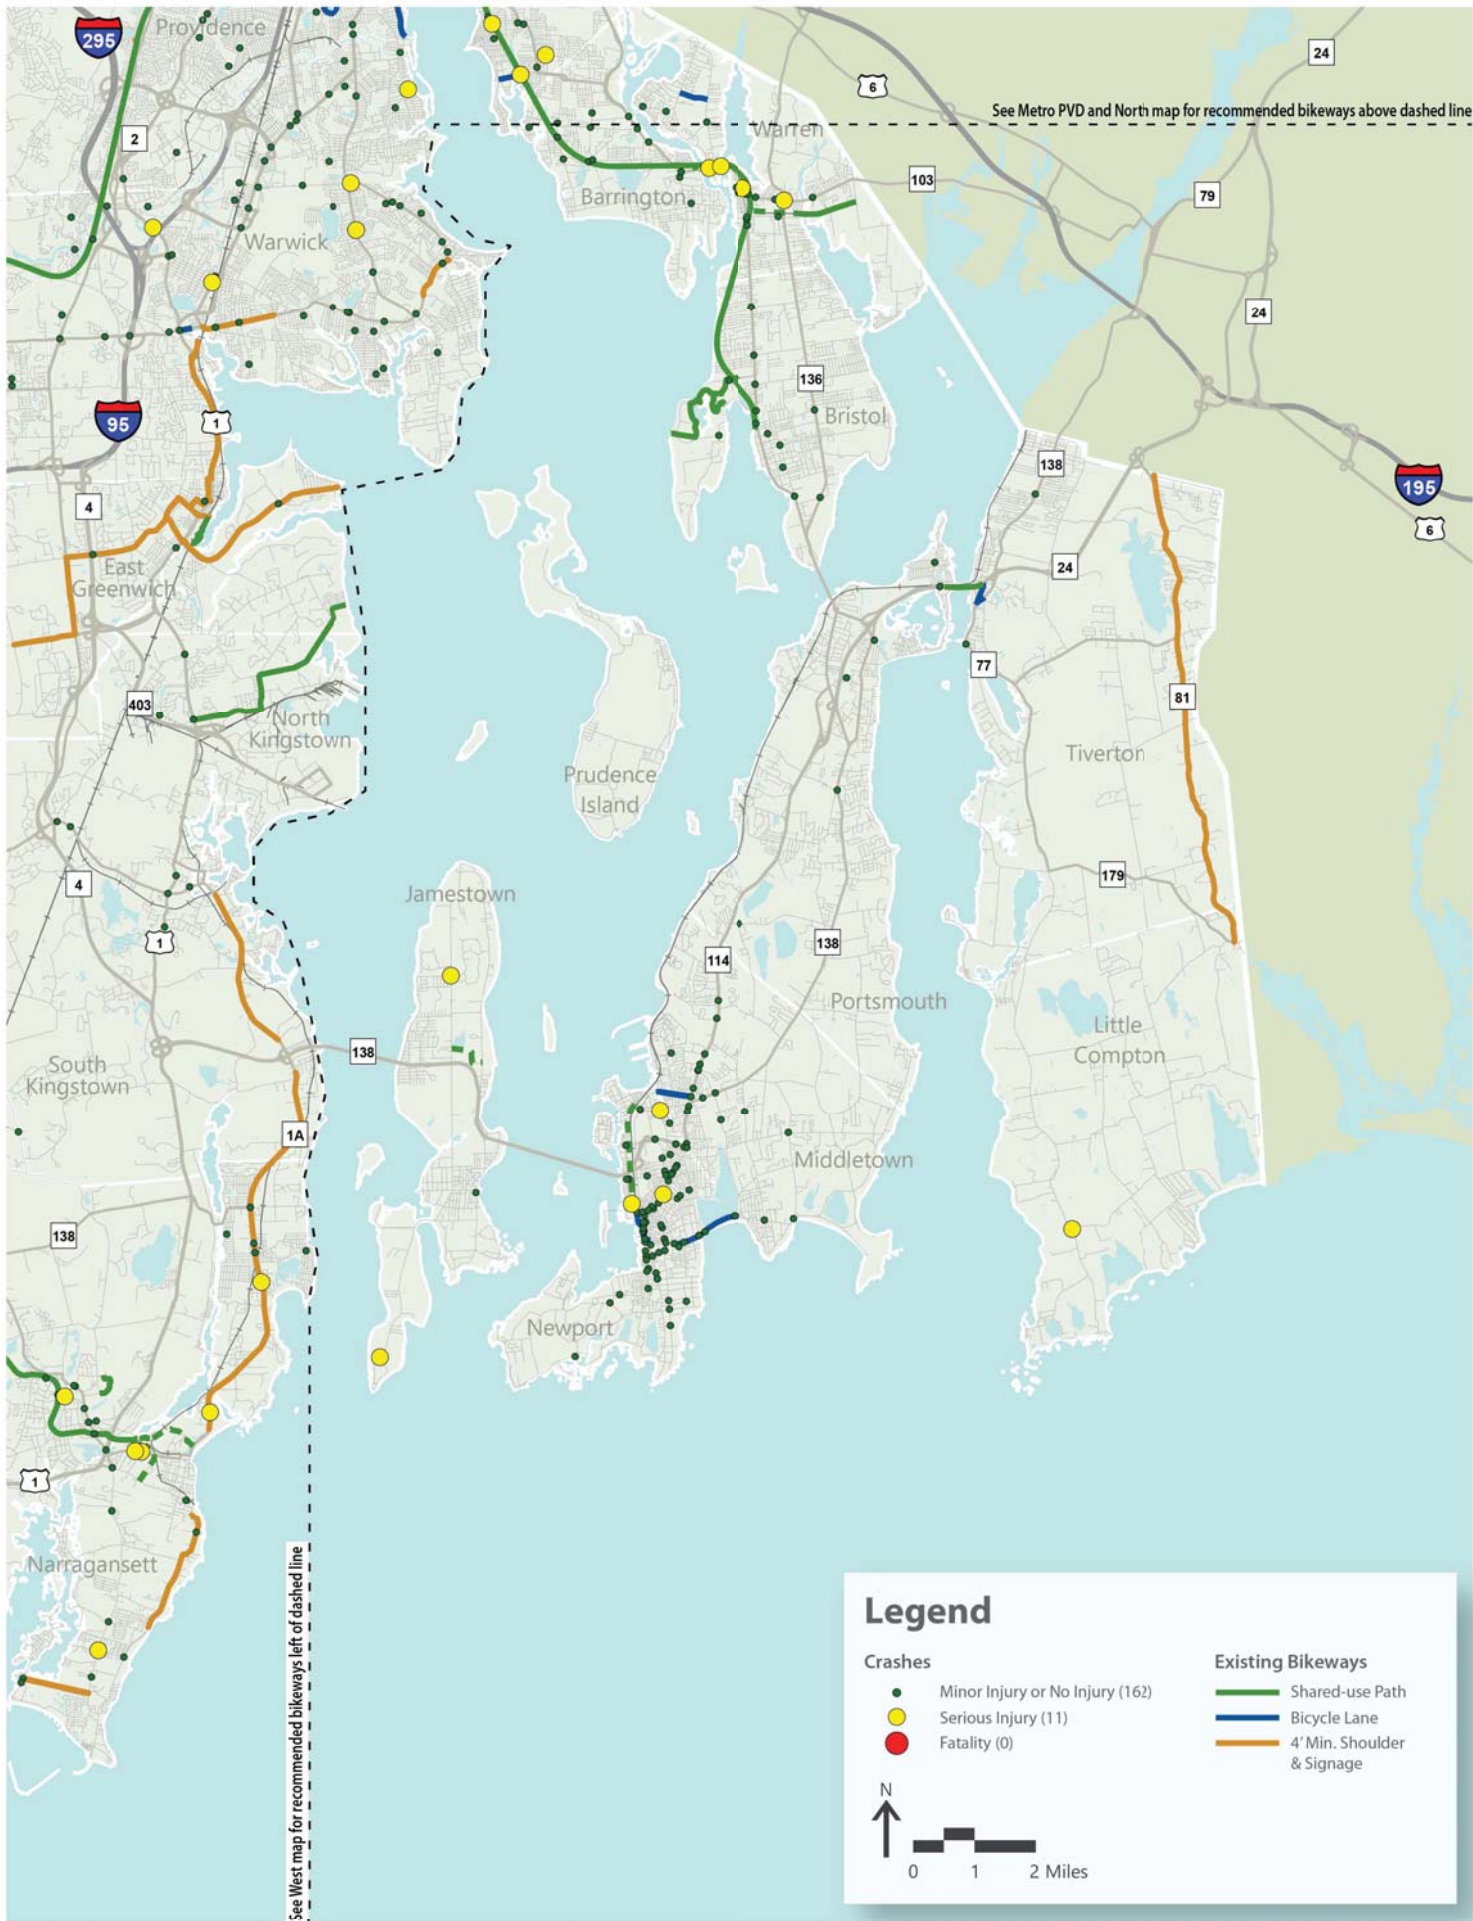 Providence
295
24
6
See Metro PVD and North map for recommended bikeways above dashed line
2
Warren
103
79
Barrington
Warwick
24
136
95
1
Bristol
138
195
4
6
East
Greenwich
24
77
403
81
North
Kingstown
Tiverton
Prudence
Island
179
4
Jamestown
1
138
114
Portsmouth
Little
Compton
138
South
Kingstown
1A
Middletown
138
Newport
1
Narragansett
See West map for recommended bikeways left of dashed line
Legend
Crashes
Minor Injury or No Injury (162)
Serious Injury (11)
Fatality (0)
Existing Bikeways
Shared-use Path
Bicycle Lane
4' Min. Shoulder
& Signage
N
0 1 2 Miles